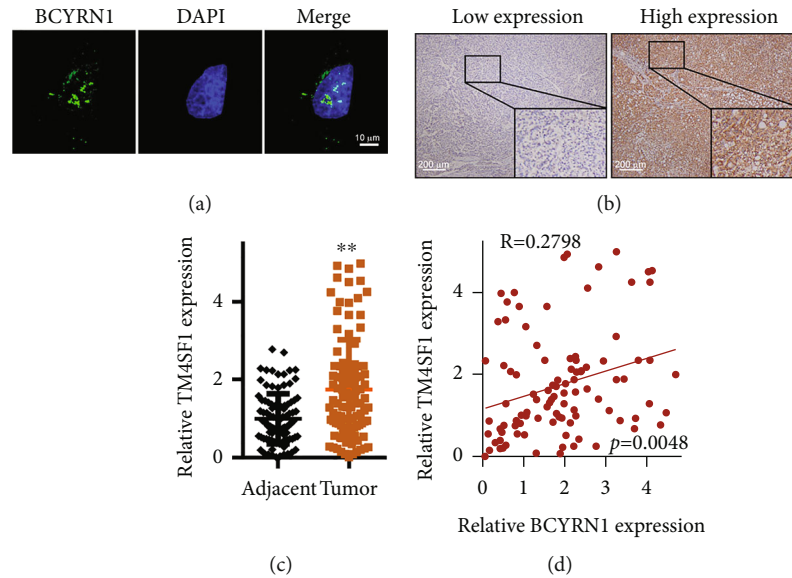 BCYRN1 DAPI Merge
10 μm
(a)
Low expression High expression
200 μm 200 μm
(b)
Relative TM4SF1 expression
4
2
0
**
Adjacent Tumor
(c)
R=0.2798
Relative TM4SF1 expression
4
2
0
p=0.0048
0 1 2 3 4
Relative BCYRN1 expression
(d)